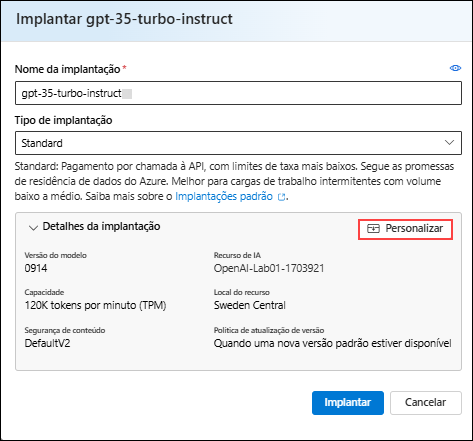 Implantar gpt-35-turbo-instruct
Nome da implantação*
gpt-35-turbo-instruct
Tipo de implantação
Standard
Standard: Pagamento por chamada à API, com limites de taxa mais baixos. Segue as promessas
de residência de dados do Azure. Melhor para cargas de trabalho intermitentes com volume
baixo a médio. Saiba mais sobre o Implantações padrão.
Detalhes da implantação
Personalizar
Versão do modelo
0914
Recurso de IA
OpenAI-Lab01-1703921
Capacidade
120K tokens por minuto (TPM)
Local do recurso
Sweden Central
Segurança de conteúdo
DefaultV2
Política de atualização de versão
Quando uma nova versão padrão estiver disponível
Implantar
Cancelar